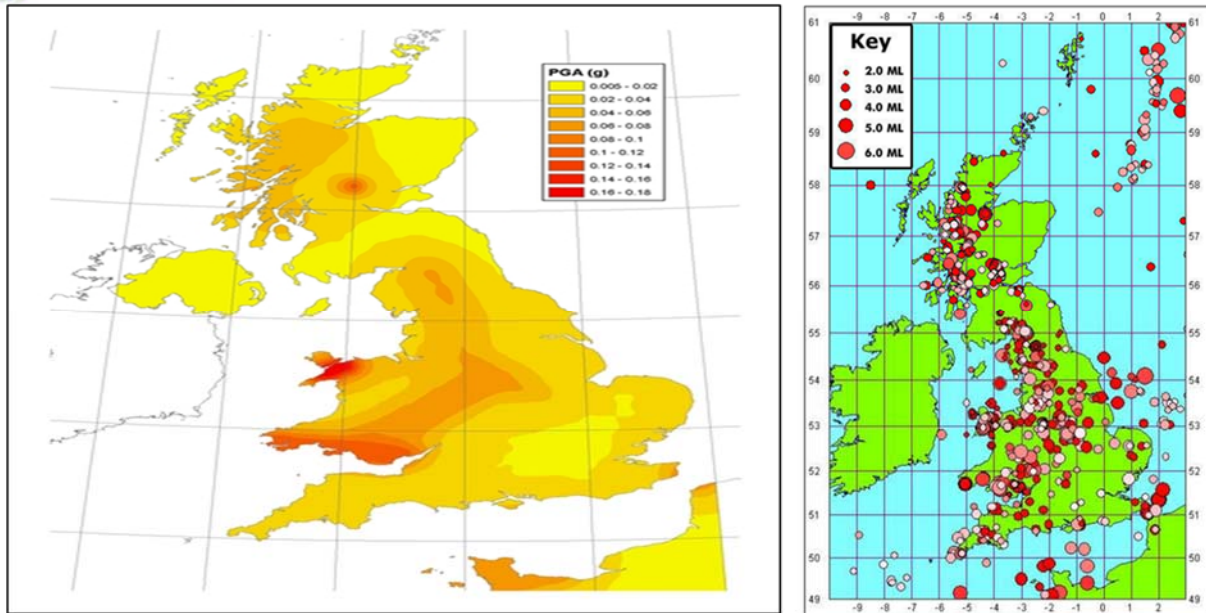 PGA (g)
0.005 - 0.02
0.02 - 0.04
0.04 - 0.06
0.06 - 0.08
0.08 - 0.1
0.1 - 0.12
0.12 - 0.14
0.14 - 0.16
0.16 - 0.18
-9 -8 -7 -6 -5 -4 -3 -2 -1 0 1 2
61
60
59
58
57
56
55
54
53
52
51
50
49
Key
2.0 ML
3.0 ML
4.0 ML
5.0 ML
6.0 ML
-9 -8 -7 -6 -5 -4 -3 -2 -1 0 1 2